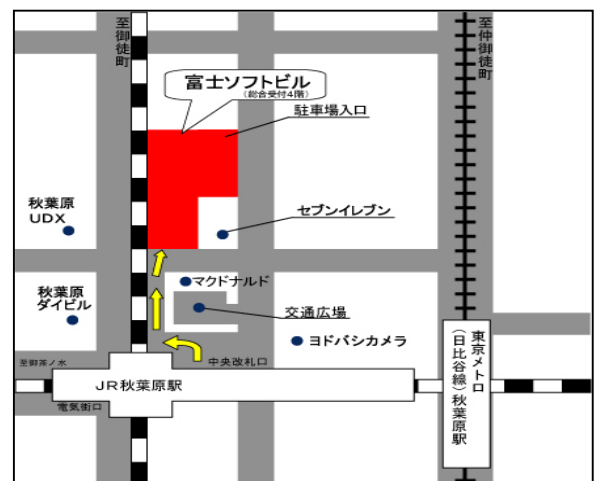 至御徒町
至仲御徒町
富士ソフトビル
(総合受付4階)
駐車場入口
秋葉原
UDX
セブンイレブン
マクドナルド
秋葉原
ダイビル
交通広場
ヨドバシカメラ
至御茶ノ水
中央改札口
JR秋葉原駅
電気街口
東京メトロ
(日比谷線)秋葉原駅